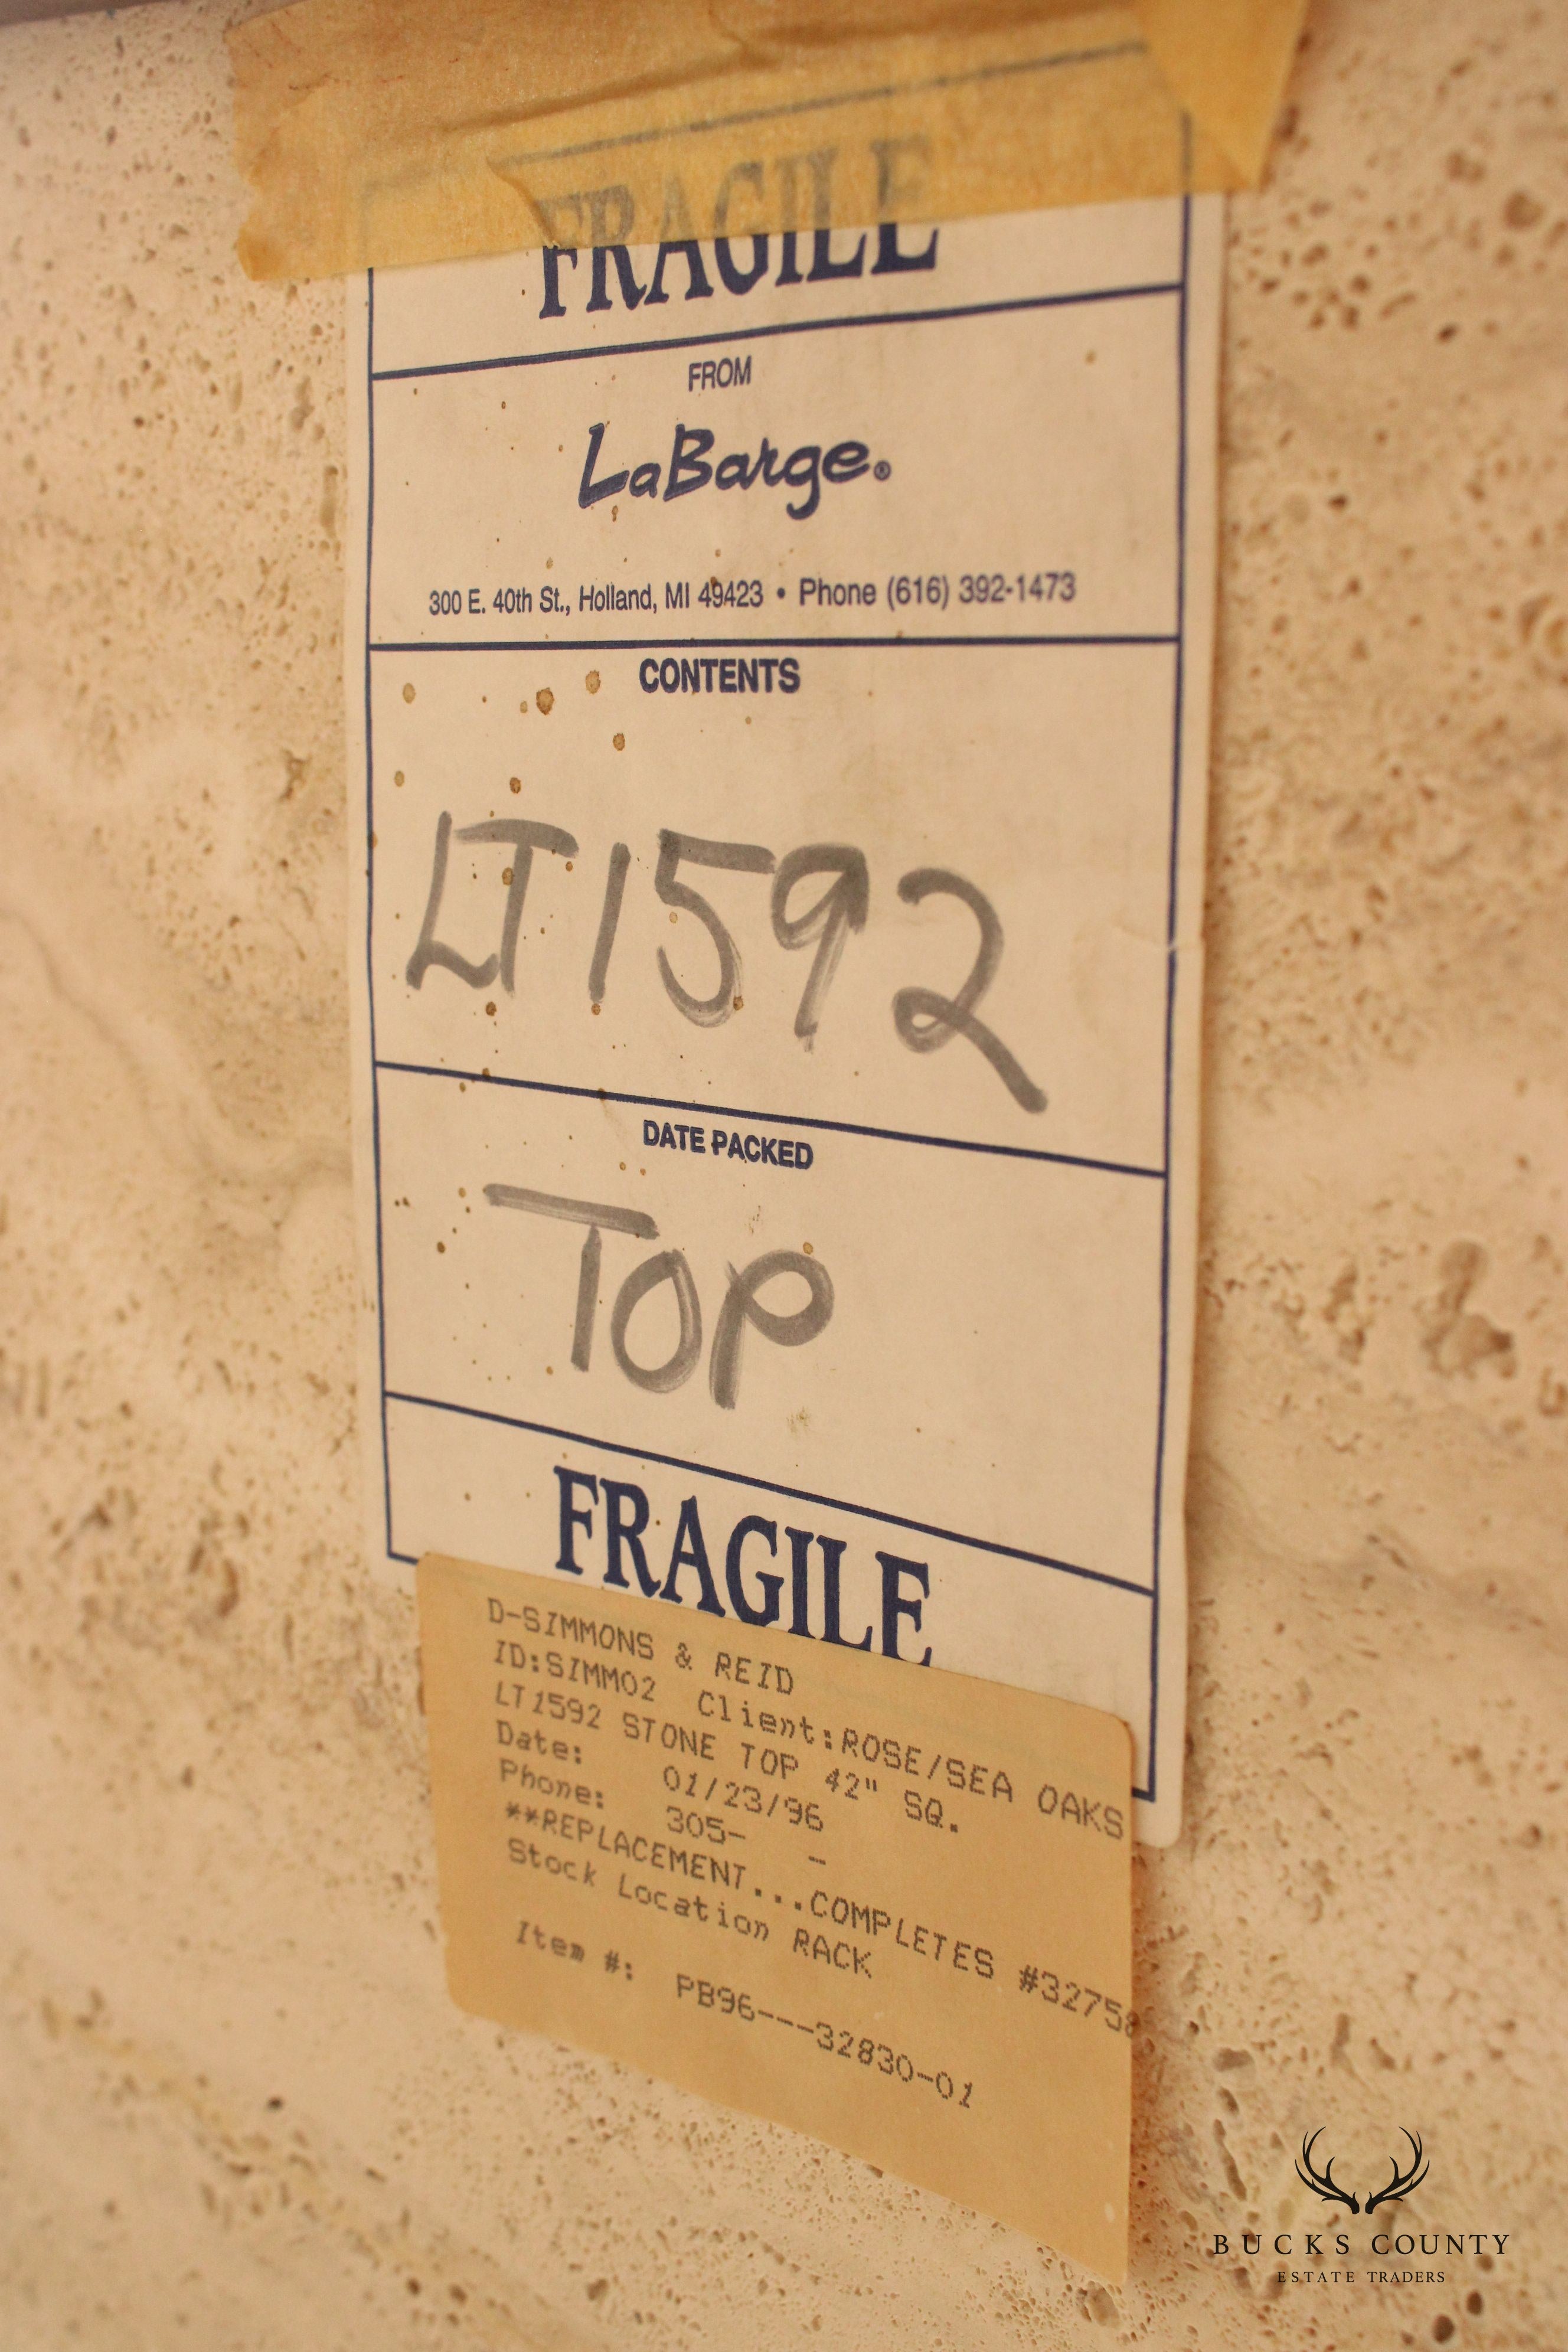 FRAGILE
FROM
LaBarge®
300 E. 40th St., Holland, MI 49423 • Phone (616) 392-1473
CONTENTS
LT1592
DATE PACKED
TOP
FRAGILE
D-SIMMONS & REID
ID:SIMMO2 Client:ROSE/SEA OAKS
LT1592 STONE TOP 42" SQ.
Date: 01/23/96
Phone: 305- -
**REPLACEMENT...COMPLETES #32758
Stock Location RACK
Item #: PB96---32830-01
BUCKS COUNTY
ESTATE TRADERS